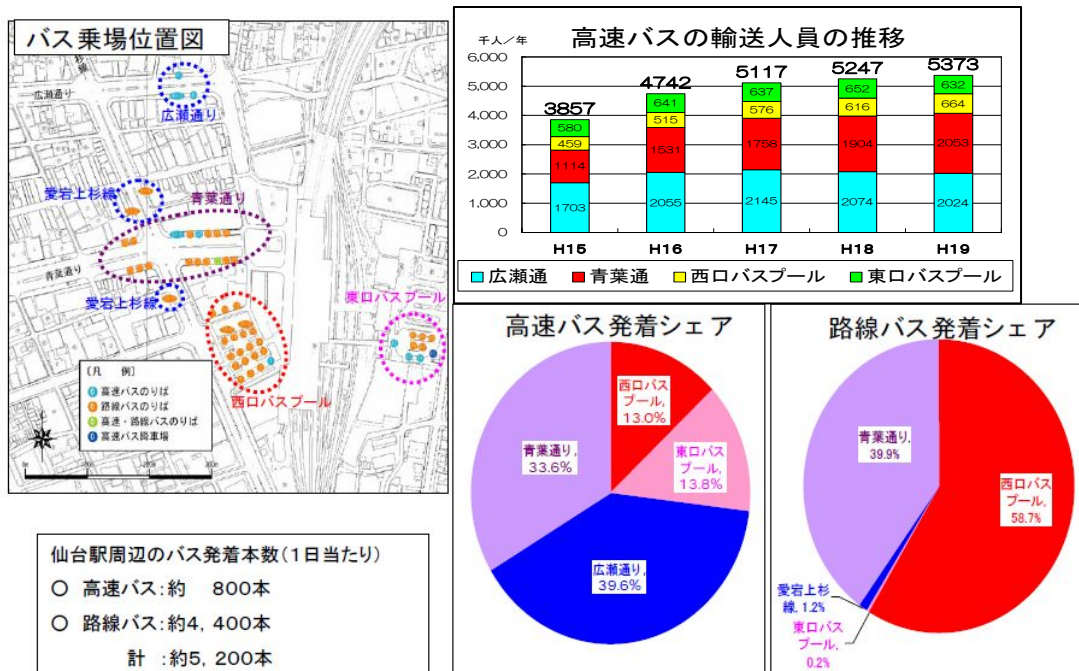 バス乗場位置図
広瀬通り
広瀬通り
愛宕上杉線
青葉通り
青葉通り
愛宕上杉線
東口バスプール
西口バスプール
[凡 例]
高速バスのりば
路線バスのりば
高速・路線バスのりば
高速バス降車場
高速バスの輸送人員の推移
千人/年
6,000
5,000
4,000
3,000
2,000
1,000
0
3857
580
459
1114
1703
4742
641
515
1531
2055
5117
637
576
1758
2145
5247
652
616
1904
2074
5373
632
664
2053
2024
H15 H16 H17 H18 H19
広瀬通 青葉通 西口バスプール 東口バスプール
高速バス発着シェア
西口バス
プール,
13.0%
東口バス
プール,
13.8%
青葉通り,
33.6%
広瀬通り,
39.6%
路線バス発着シェア
青葉通り,
39.9%
西口バス
プール,
58.7%
愛宕上杉
線, 1.2%
東口バス
プール,
0.2%
仙台駅周辺のバス発着本数(1日当たり)
○ 高速バス:約 800本
○ 路線バス:約4,400本
計 :約5,200本